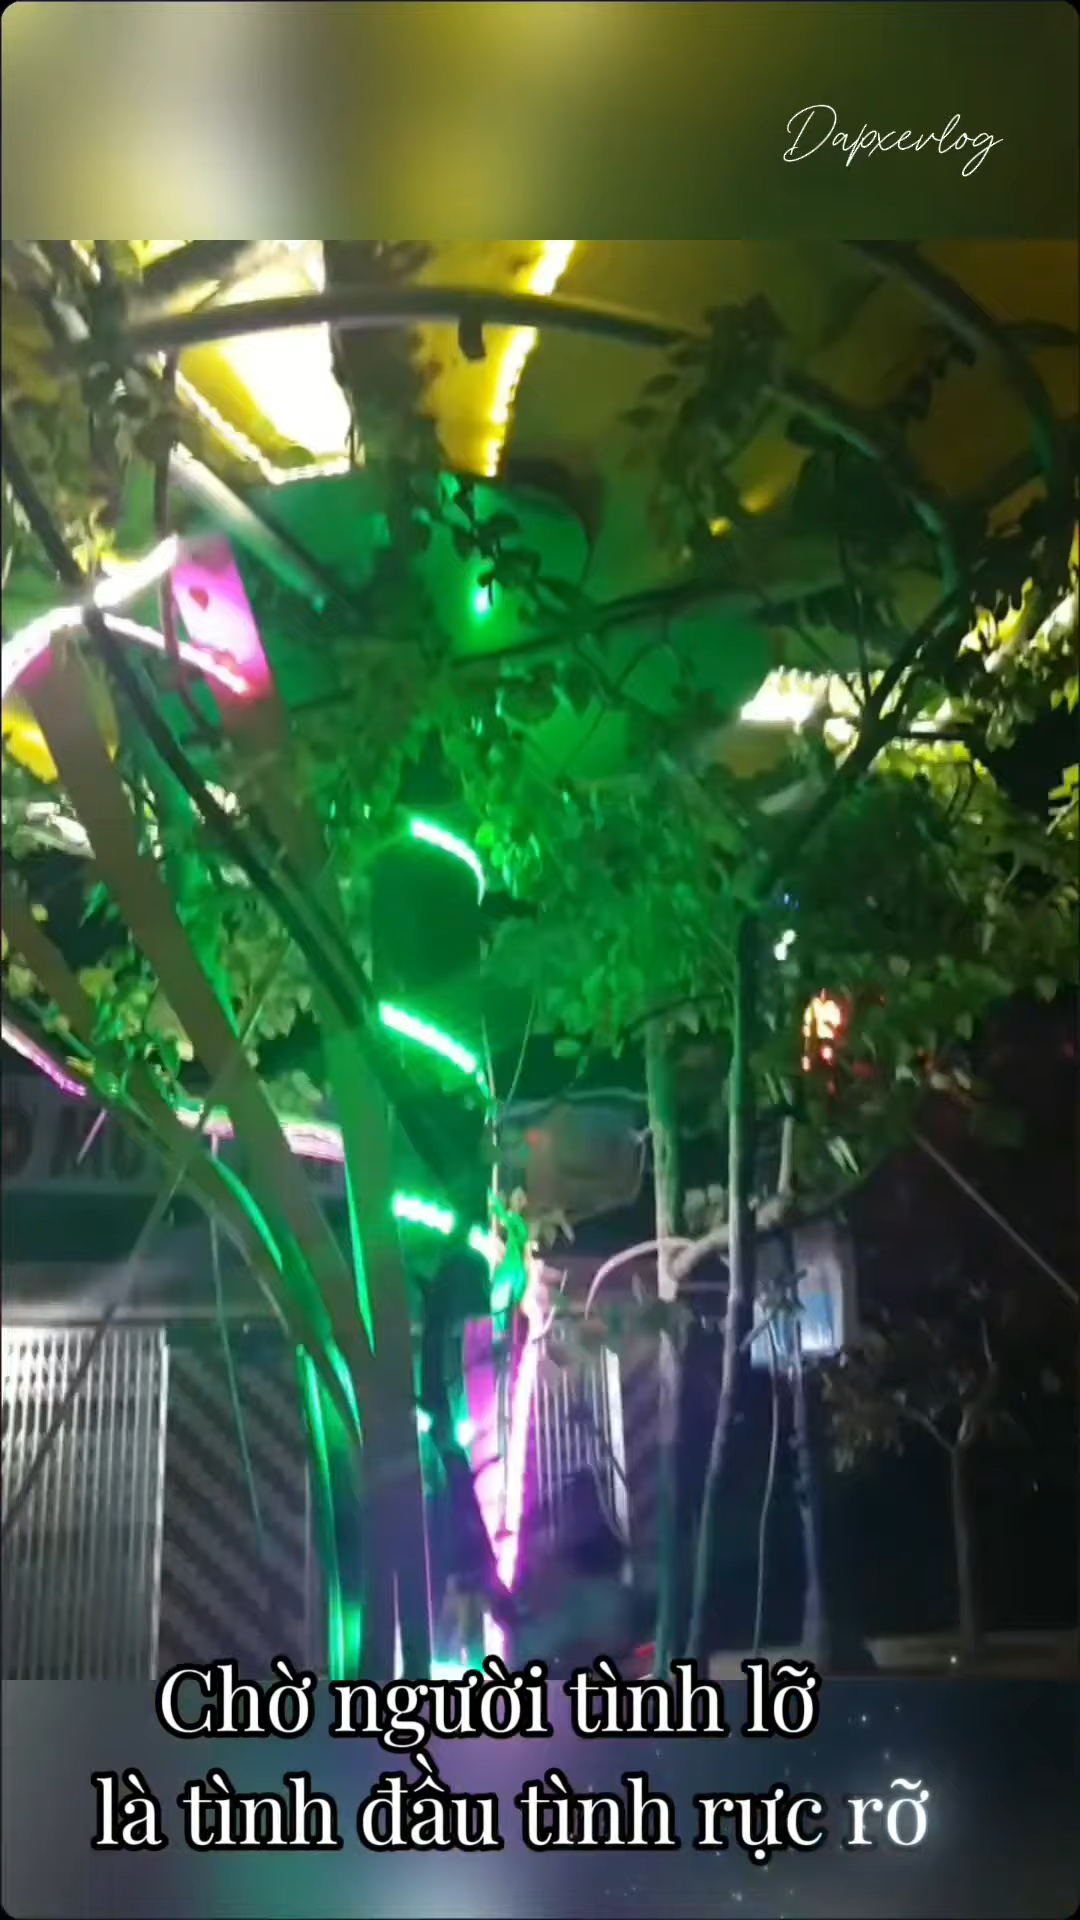 Dapxevlog
Chờ người tình lỡ
là tình đầu tình rực rỡ